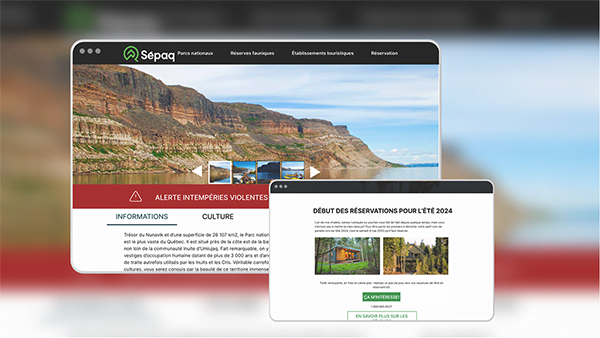 Sépaq
Parcs nationaux Réserves fauniques Établissements touristiques Réservation
ALERTE INTEMPÉRIES VIOLENTES
INFORMATIONS CULTURE
Trésor du Nunavik et d'une superficie de 26 107 km2, le Parc natio
est le plus vaste du Québec. Il est situé près de la côte est de la bai
non loin de la communauté inuite d'Umiujaq. Fait remarquable, on y
vestiges d'occupation humaine datant de plus de 3 000 ans et d'anc
de traite autrefois utilisés par les Inuits et les Cris. Véritable carrefo
cultures, vous serez conquis par la beauté de ce territoire immense
DÉBUT DES RÉSERVATIONS POUR L'ÉTÉ 2024
ÇA M'INTÉRESSE!
EN SAVOIR PLUS SUR LES